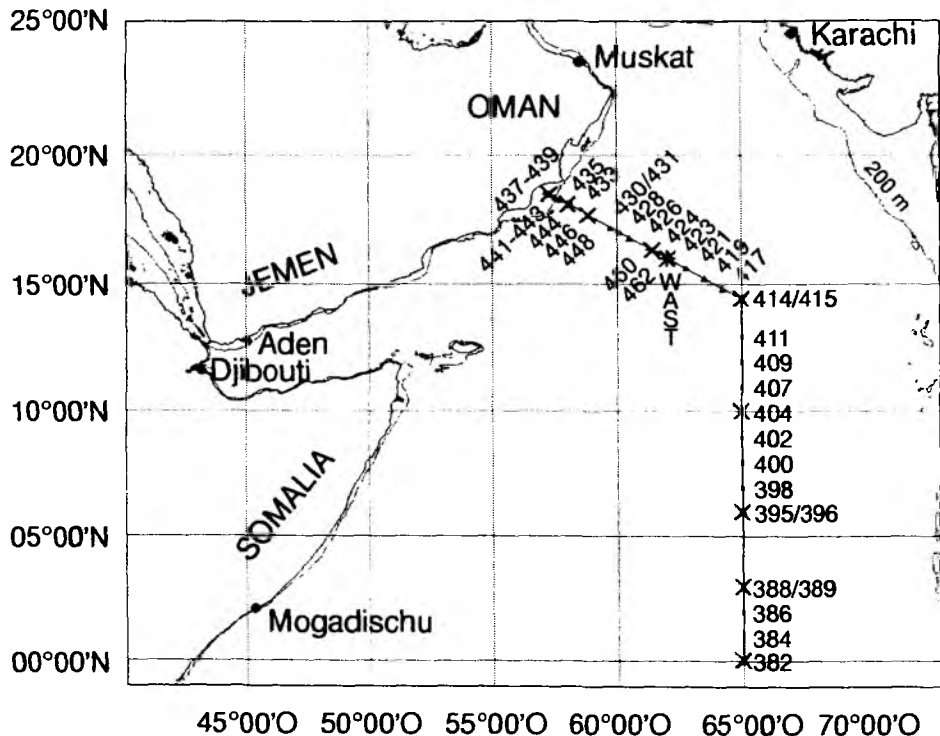 25°00'N
Karachi
Muskat
OMAN
20°00'N
200 m
437-439
435
433
430/431
428
426
424
423
421
419
417
441-443
444
446
448
450
462
WAST
JEMEN
15°00'N
414/415
Aden
Djibouti
411
409
407
10°00'N
404
402
400
398
SOMALIA
395/396
05°00'N
388/389
386
Mogadischu
384
00°00'N
382
45°00'O 50°00'O 55°00'O 60°00'O 65°00'O 70°00'O